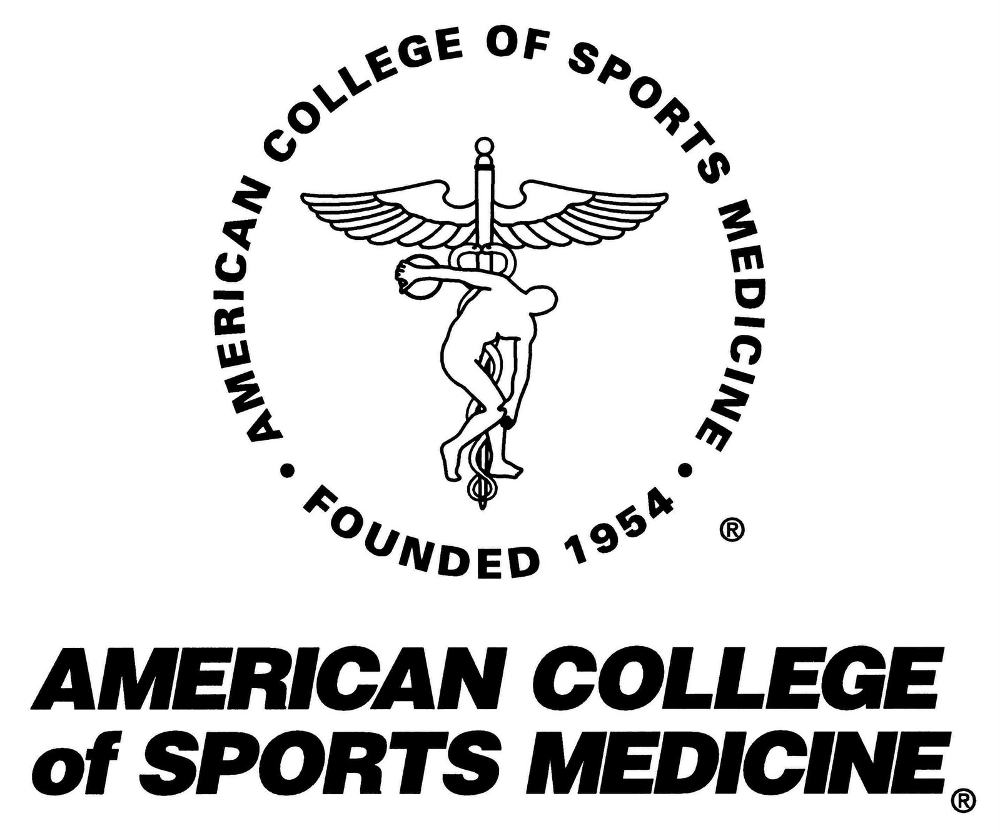 AMERICAN COLLEGE OF SPORTS MEDICINE
• FOUNDED 1954 •
®
AMERICAN COLLEGE
of SPORTS MEDICINE®